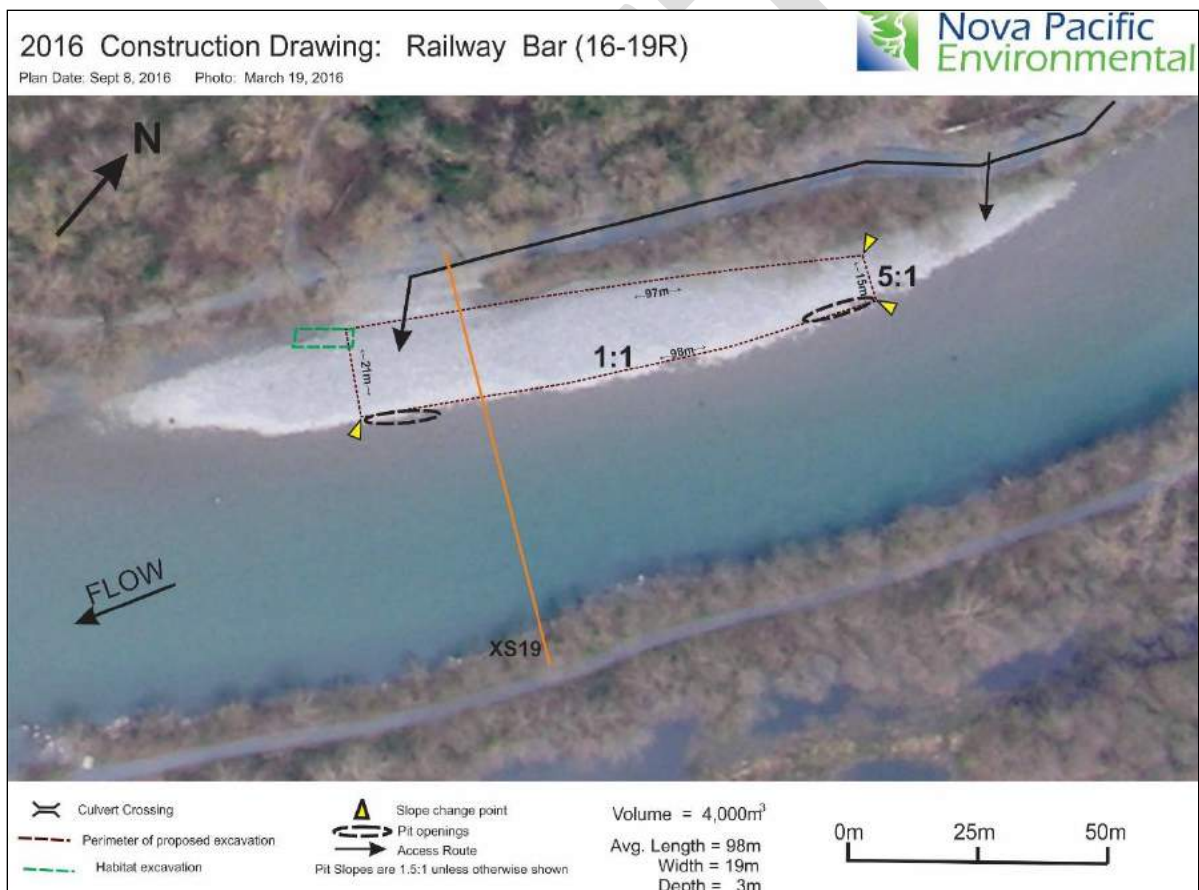 2016 Construction Drawing: Railway Bar (16-19R)
Plan Date: Sept 8, 2016 Photo: March 19, 2016
Nova Pacific
Environmental
N
5:1
15m
97m
1:1
98m
21m
FLOW
XS19
Culvert Crossing
Perimeter of proposed excavation
Habitat excavation
Slope change point
Pit openings
Access Route
Pit Slopes are 1.5:1 unless otherwise shown
Volume = 4,000m³
Avg. Length = 98m
Width = 19m
Depth = 3m
0m 25m 50m